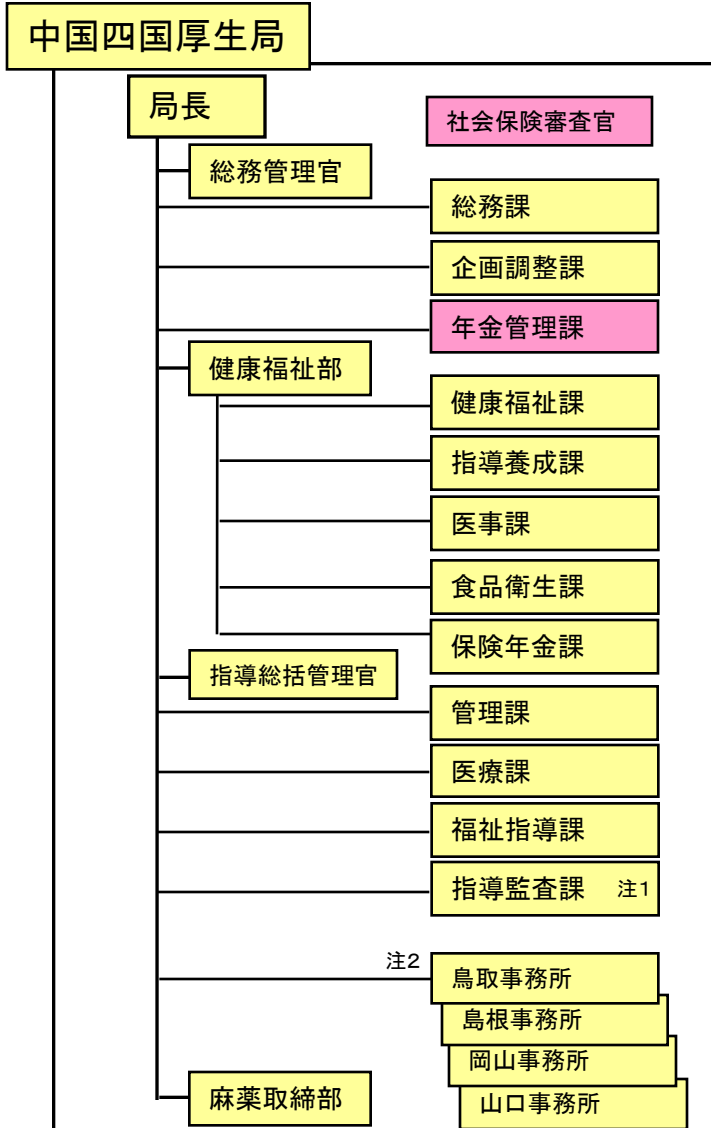 中国四国厚生局
局長
社会保険審査官
総務管理官
総務課
企画調整課
年金管理課
健康福祉部
健康福祉課
指導養成課
医事課
食品衛生課
保険年金課
指導総括管理官
管理課
医療課
福祉指導課
指導監査課 注1
注2
鳥取事務所
島根事務所
岡山事務所
麻薬取締部
山口事務所